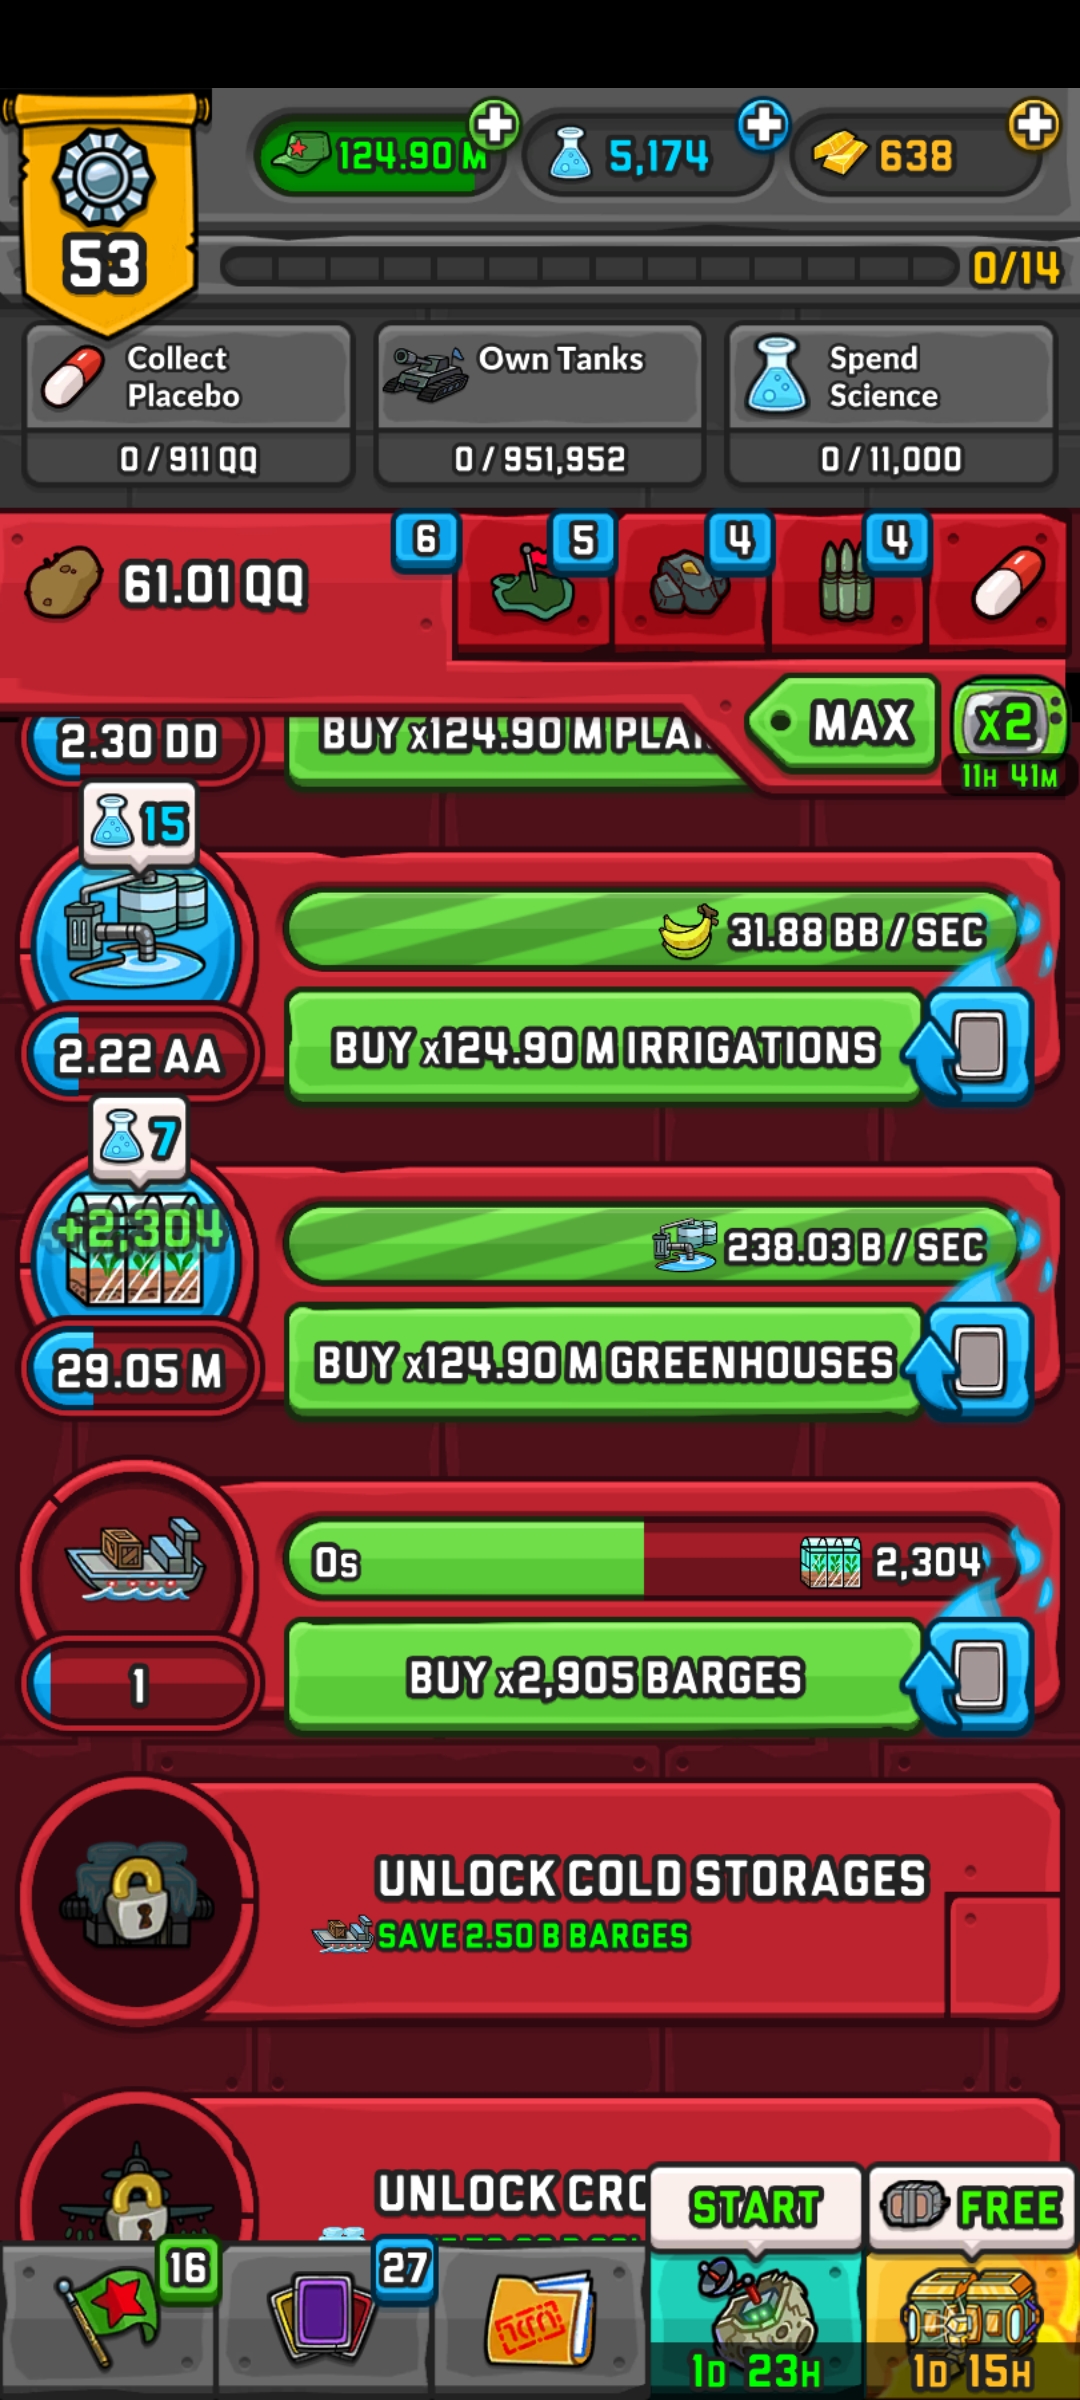 124.90 M
5,174
638
53
0/14
Collect
Placebo
Own Tanks
Spend
Science
0 / 911 QQ
0 / 951,952
0 / 11,000
61.01 QQ
6
5
4
4
MAX
x2
11H 41M
2.30 DD
BUY x124.90 M
15
31.88 BB / SEC
2.22 AA
BUY x124.90 M IRRIGATIONS
7
+2,304
238.03 B / SEC
29.05 M
BUY x124.90 M GREENHOUSES
0s
2,304
1
BUY x2,905 BARGES
UNLOCK COLD STORAGES
SAVE 2.50 B BARGES
UNLOCK
START
FREE
16
27
1D 23H
1D 15H